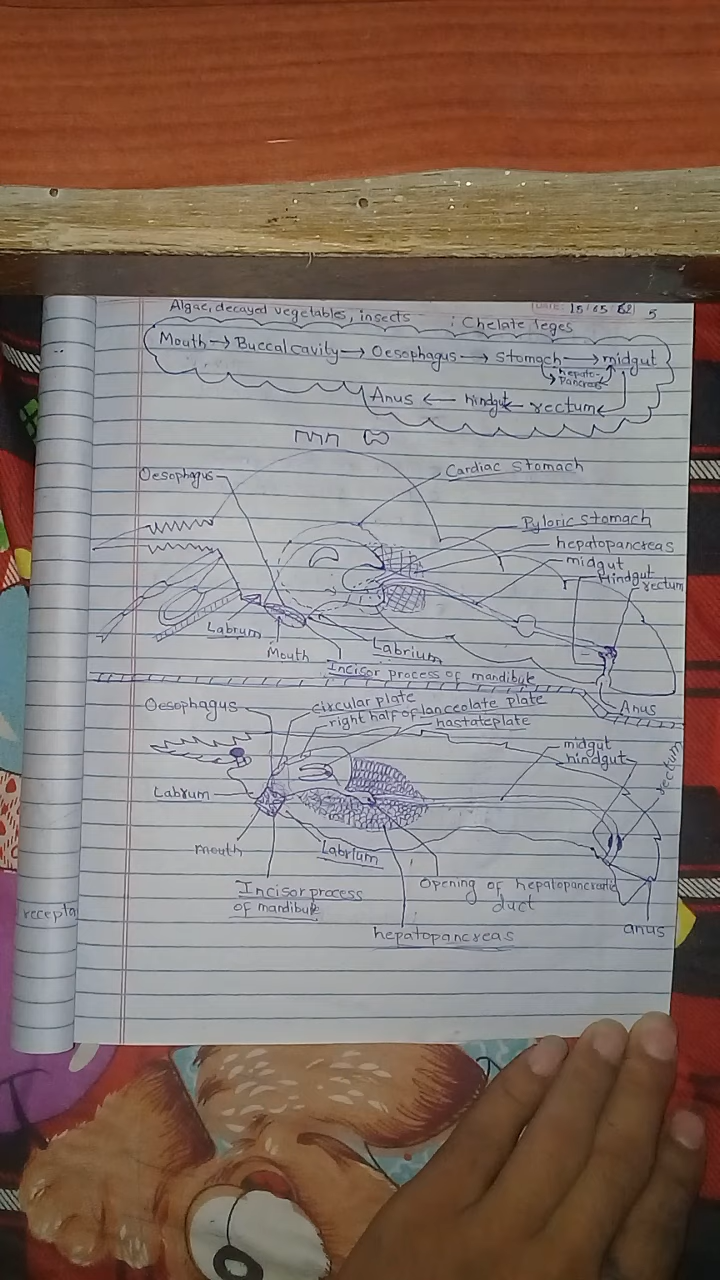 DATE: 15 05 5
Algae, decayed vegetables, insects ; Chelate leges
Mouth → Buccal cavity → Oesophagus → stomach → midgut
hepato-
pancreas
Anus ← hindgut ← rectum ←
Oesophagus
Cardiac stomach
Pyloric stomach
hepatopancreas
midgut
Hindgut
rectum
Labrum
Mouth
Labrium
Incisor process of mandibule
Anus
Oesophagus
circular plate
right half of lanceolate plate
hastate plate
midgut
hindgut
rectum
Labrum
mouth
Labrium
Incisor process
of mandibule
Opening of hepatopancreatic
duct
hepatopancreas
anus
recepta